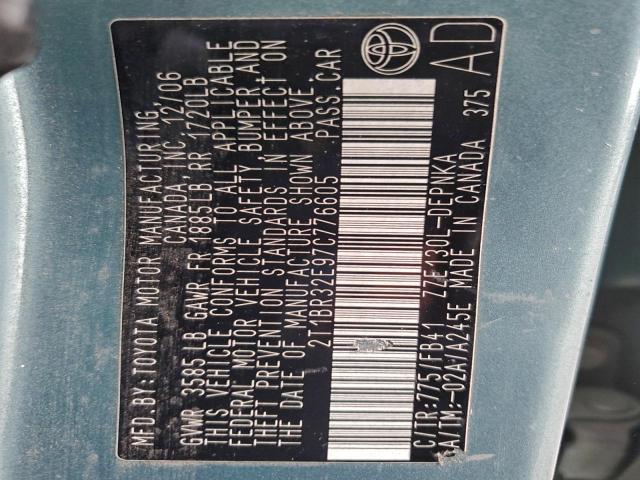 MFD.BY:TOYOTA MOTOR MANUFACTURING,
CANADA, INC. 12/06
GVWR 3585 LB GAWR FR 1885LB,RR 1720LB
THIS VEHICLE CONFORMS TO ALL APPLICABLE
FEDERAL MOTOR VEHICLE SAFETY, BUMPER,AND
THEFT PREVENTION STANDARDS IN EFFECT ON
THE DATE OF MANUFACTURE SHOWN ABOVE.
2T1BR32E97C776605 PASS.CAR
C/TR:775/FB41 ZZE130L-DEPNKA
A/TM:-02A/A245E MADE IN CANADA 375
AD